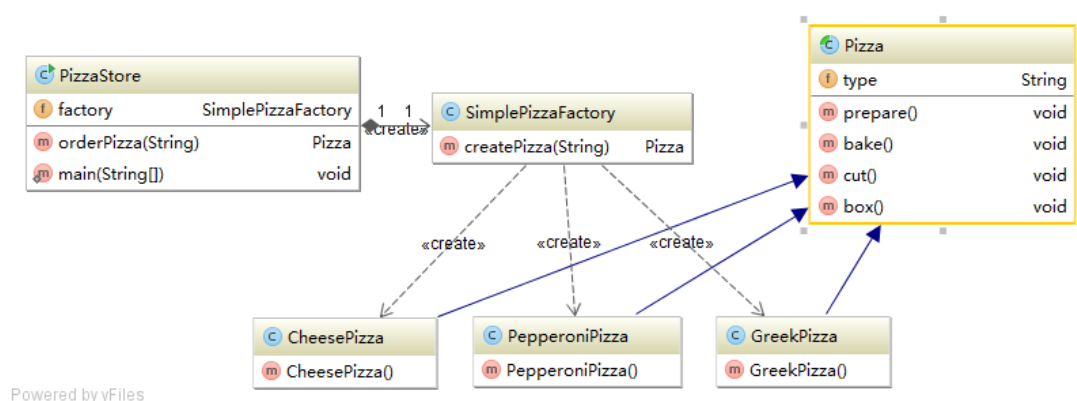 PizzaStore
factory SimplePizzaFactory
orderPizza(String) Pizza
main(String[]) void
1 1
«create»
SimplePizzaFactory
createPizza(String) Pizza
Pizza
type String
prepare() void
bake() void
cut() void
box() void
«create» «create» «create»
CheesePizza
CheesePizza()
PepperoniPizza
PepperoniPizza()
GreekPizza
GreekPizza()
Powered by vFiles